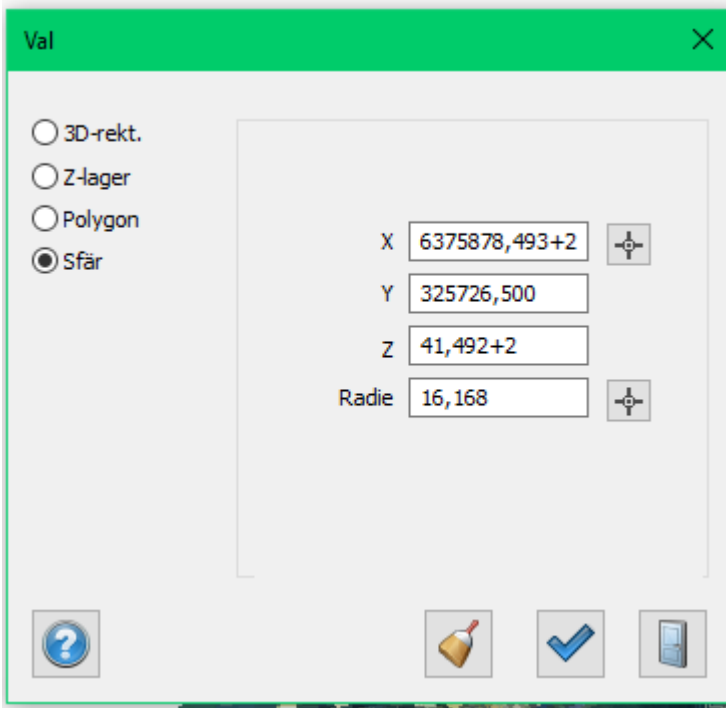 Val
3D-rekt.
Z-lager
Polygon
Sfär
X 6375878,493+2
Y 325726,500
Z 41,492+2
Radie 16,168